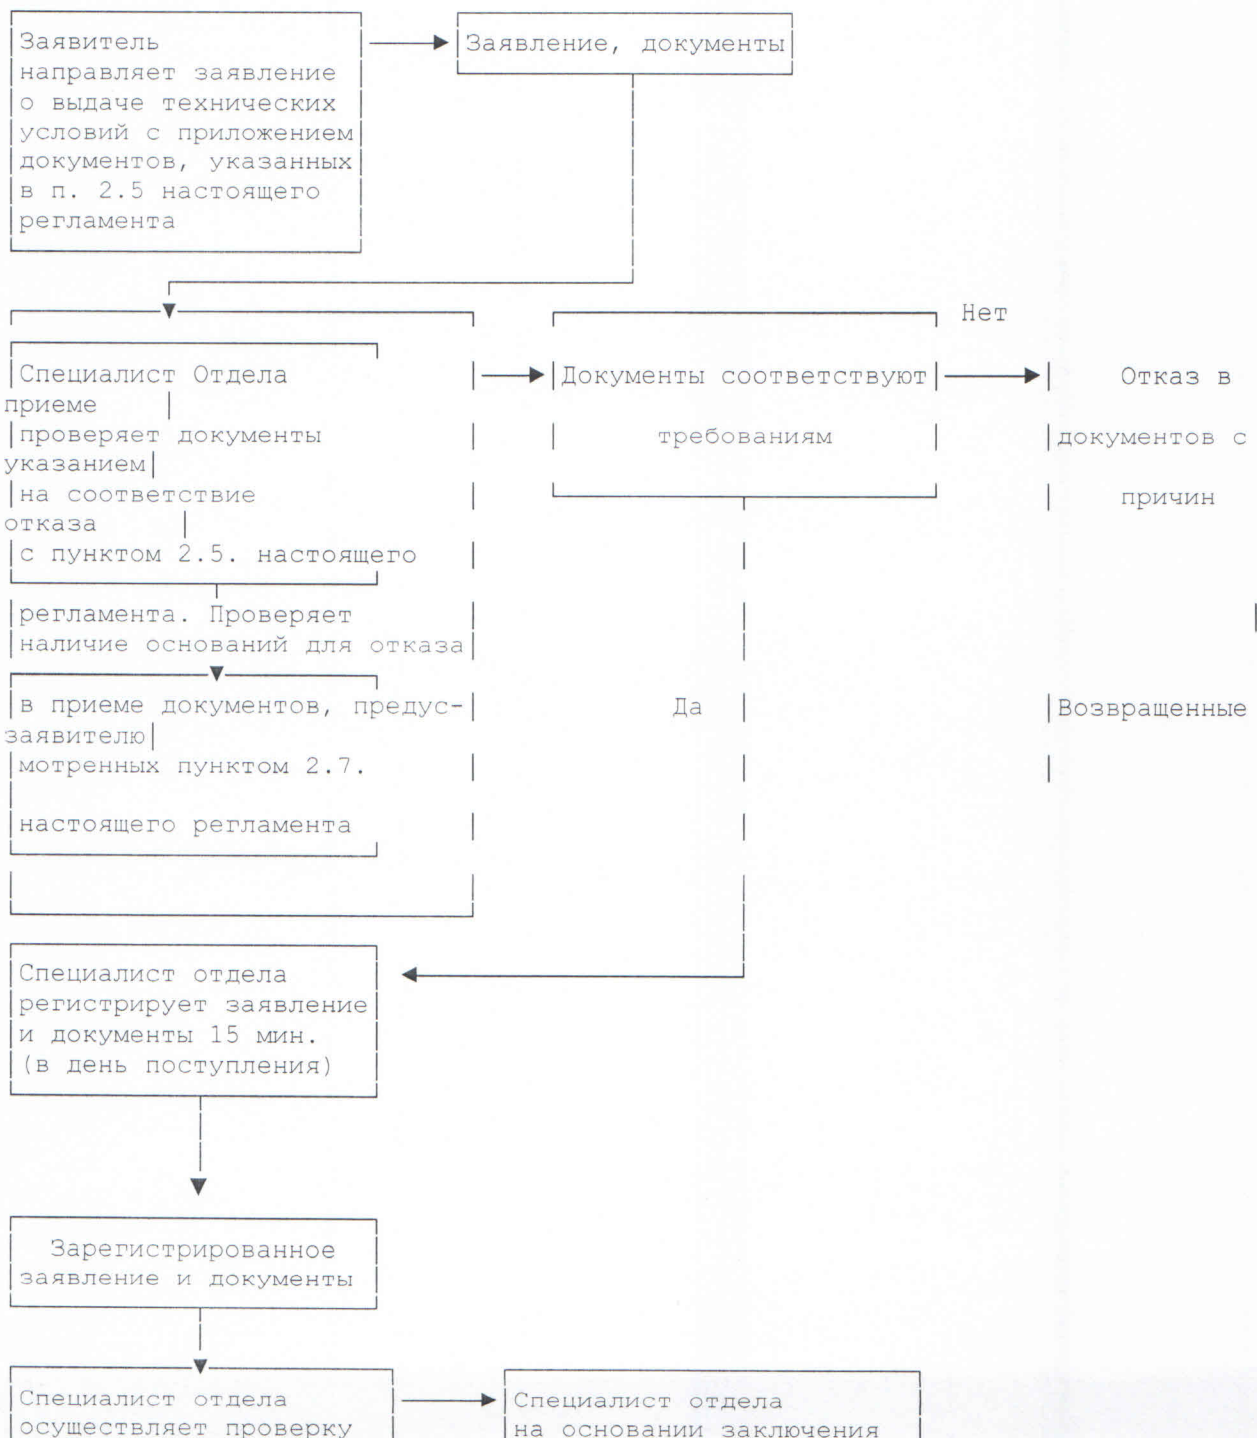 Заявитель
направляет заявление
о выдаче технических
условий с приложением
документов, указанных
в п. 2.5 настоящего
регламента
Заявление, документы
Нет
Специалист Отдела
Документы соответствуют
Отказ в
приеме
проверяет документы
требованиям
документов с
указанием
на соответствие
причин
отказа
с пунктом 2.5. настоящего
регламента. Проверяет
наличие оснований для отказа
в приеме документов, предус-
Да
Возвращенные
заявителю
мотренных пунктом 2.7.
настоящего регламента
Специалист отдела
регистрирует заявление
и документы 15 мин.
(в день поступления)
Зарегистрированное
заявление и документы
Специалист отдела
осуществляет проверку
Специалист отдела
на основании заключения